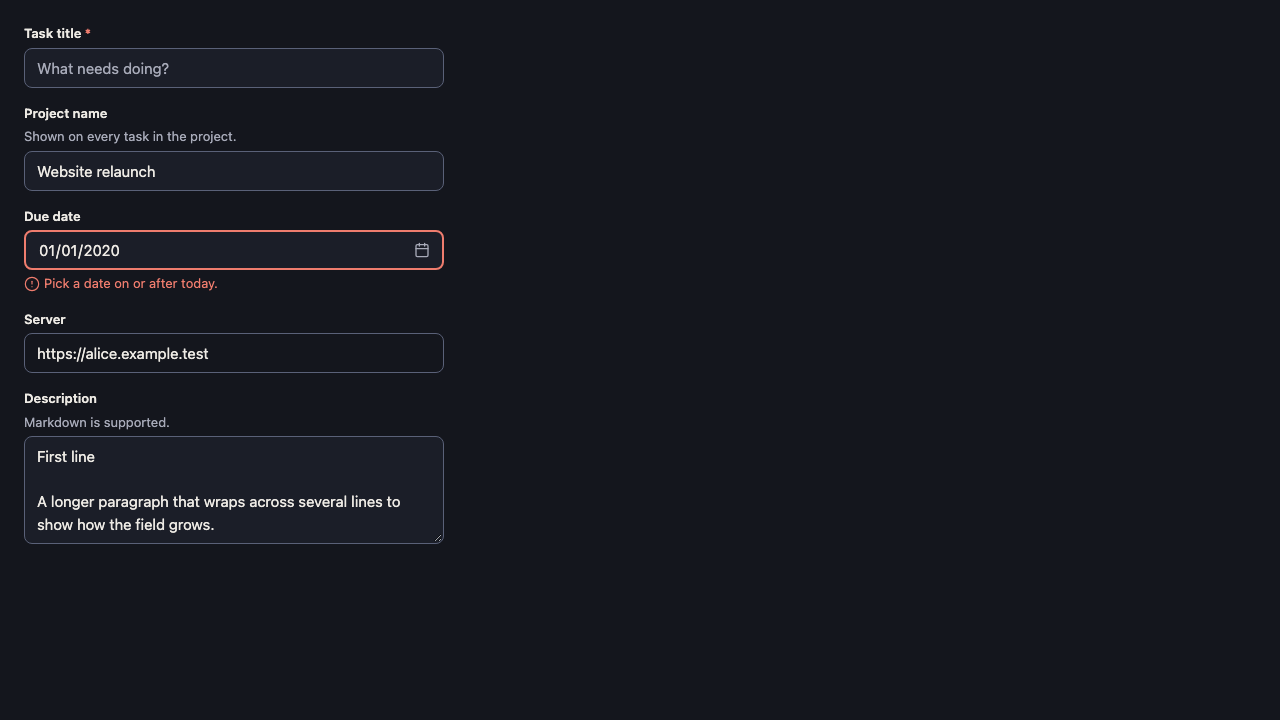 Task title *
What needs doing?
Project name
Shown on every task in the project.
Website relaunch
Due date
01/01/2020
Pick a date on or after today.
Server
https://alice.example.test
Description
Markdown is supported.
First line
A longer paragraph that wraps across several lines to
show how the field grows.